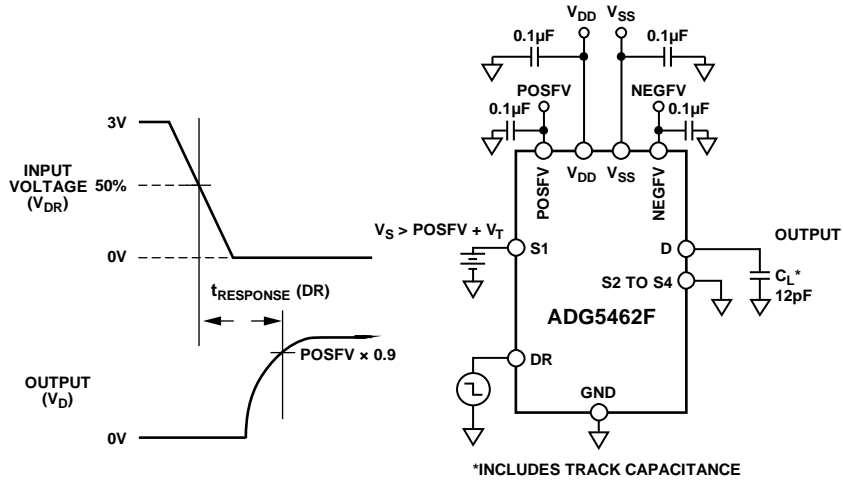 3V
INPUT
VOLTAGE
(VDR)
50%
0V
tRESPONSE (DR)
POSFV × 0.9
OUTPUT
(VD)
0V
VDD
VSS
0.1µF
0.1µF
POSFV
NEGFV
0.1µF
0.1µF
POSFV
VDD
VSS
NEGFV
VS > POSFV + VT
S1
D
OUTPUT
S2 TO S4
CL*
12pF
ADG5462F
DR
GND
*INCLUDES TRACK CAPACITANCE